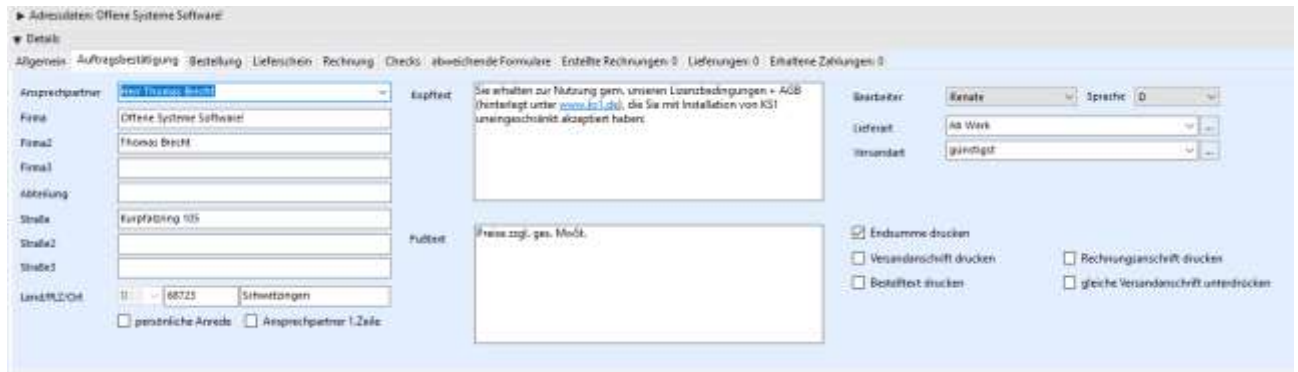 Adressdaten: Offene Systeme Software!
Details
Allgemein Auftragsbestätigung Bestellung Lieferschein Rechnung Checks abweichende Formulare Erstellte Rechnungen: 0 Lieferungen: 0 Erhaltene Zahlungen: 0
Ansprechpartner Herr Thomas Brecht
Firma Offene Systeme Software!
Firma2 Thomas Brecht
Firma3
Abteilung
Straße Kurpfalzring 105
Straße2
Straße3
Land/PLZ/Ort D 68723 Schwetzingen
persönliche Anrede Ansprechpartner 1.Zeile
Kopftext Sie erhalten zur Nutzung gem. unseren Lizenzbedingungen + AGB
(hinterlegt unter www.ks1.de), die Sie mit Installation von KS1
uneingeschränkt akzeptiert haben:
Fußtext Preise zzgl. ges. MwSt.
Bearbeiter Renate Sprache D
Lieferart Ab Werk ...
Versandart günstigst ...
Endsumme drucken
Versandanschrift drucken Rechnungsanschrift drucken
Bestelltext drucken gleiche Versandanschrift unterdrücken